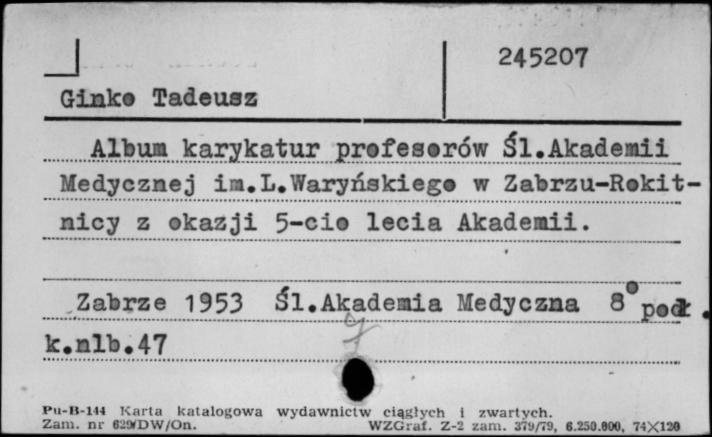 245207
Ginko Tadeusz
Album karykatur profesorów Śl.Akademii
Medycznej im.L.Waryńskiego w Zabrzu-Rokit-
nicy z okazji 5-cio lecia Akademii.
Zabrze 1953 Śl.Akademia Medyczna 8° podł.
k.nlb.47
Pu-B-144 Karta katalogowa wydawnictw ciągłych i zwartych.
Zam. nr 629/DW/On. WZGraf. Z-2 zam. 379/79, 6.250.000, 74×120